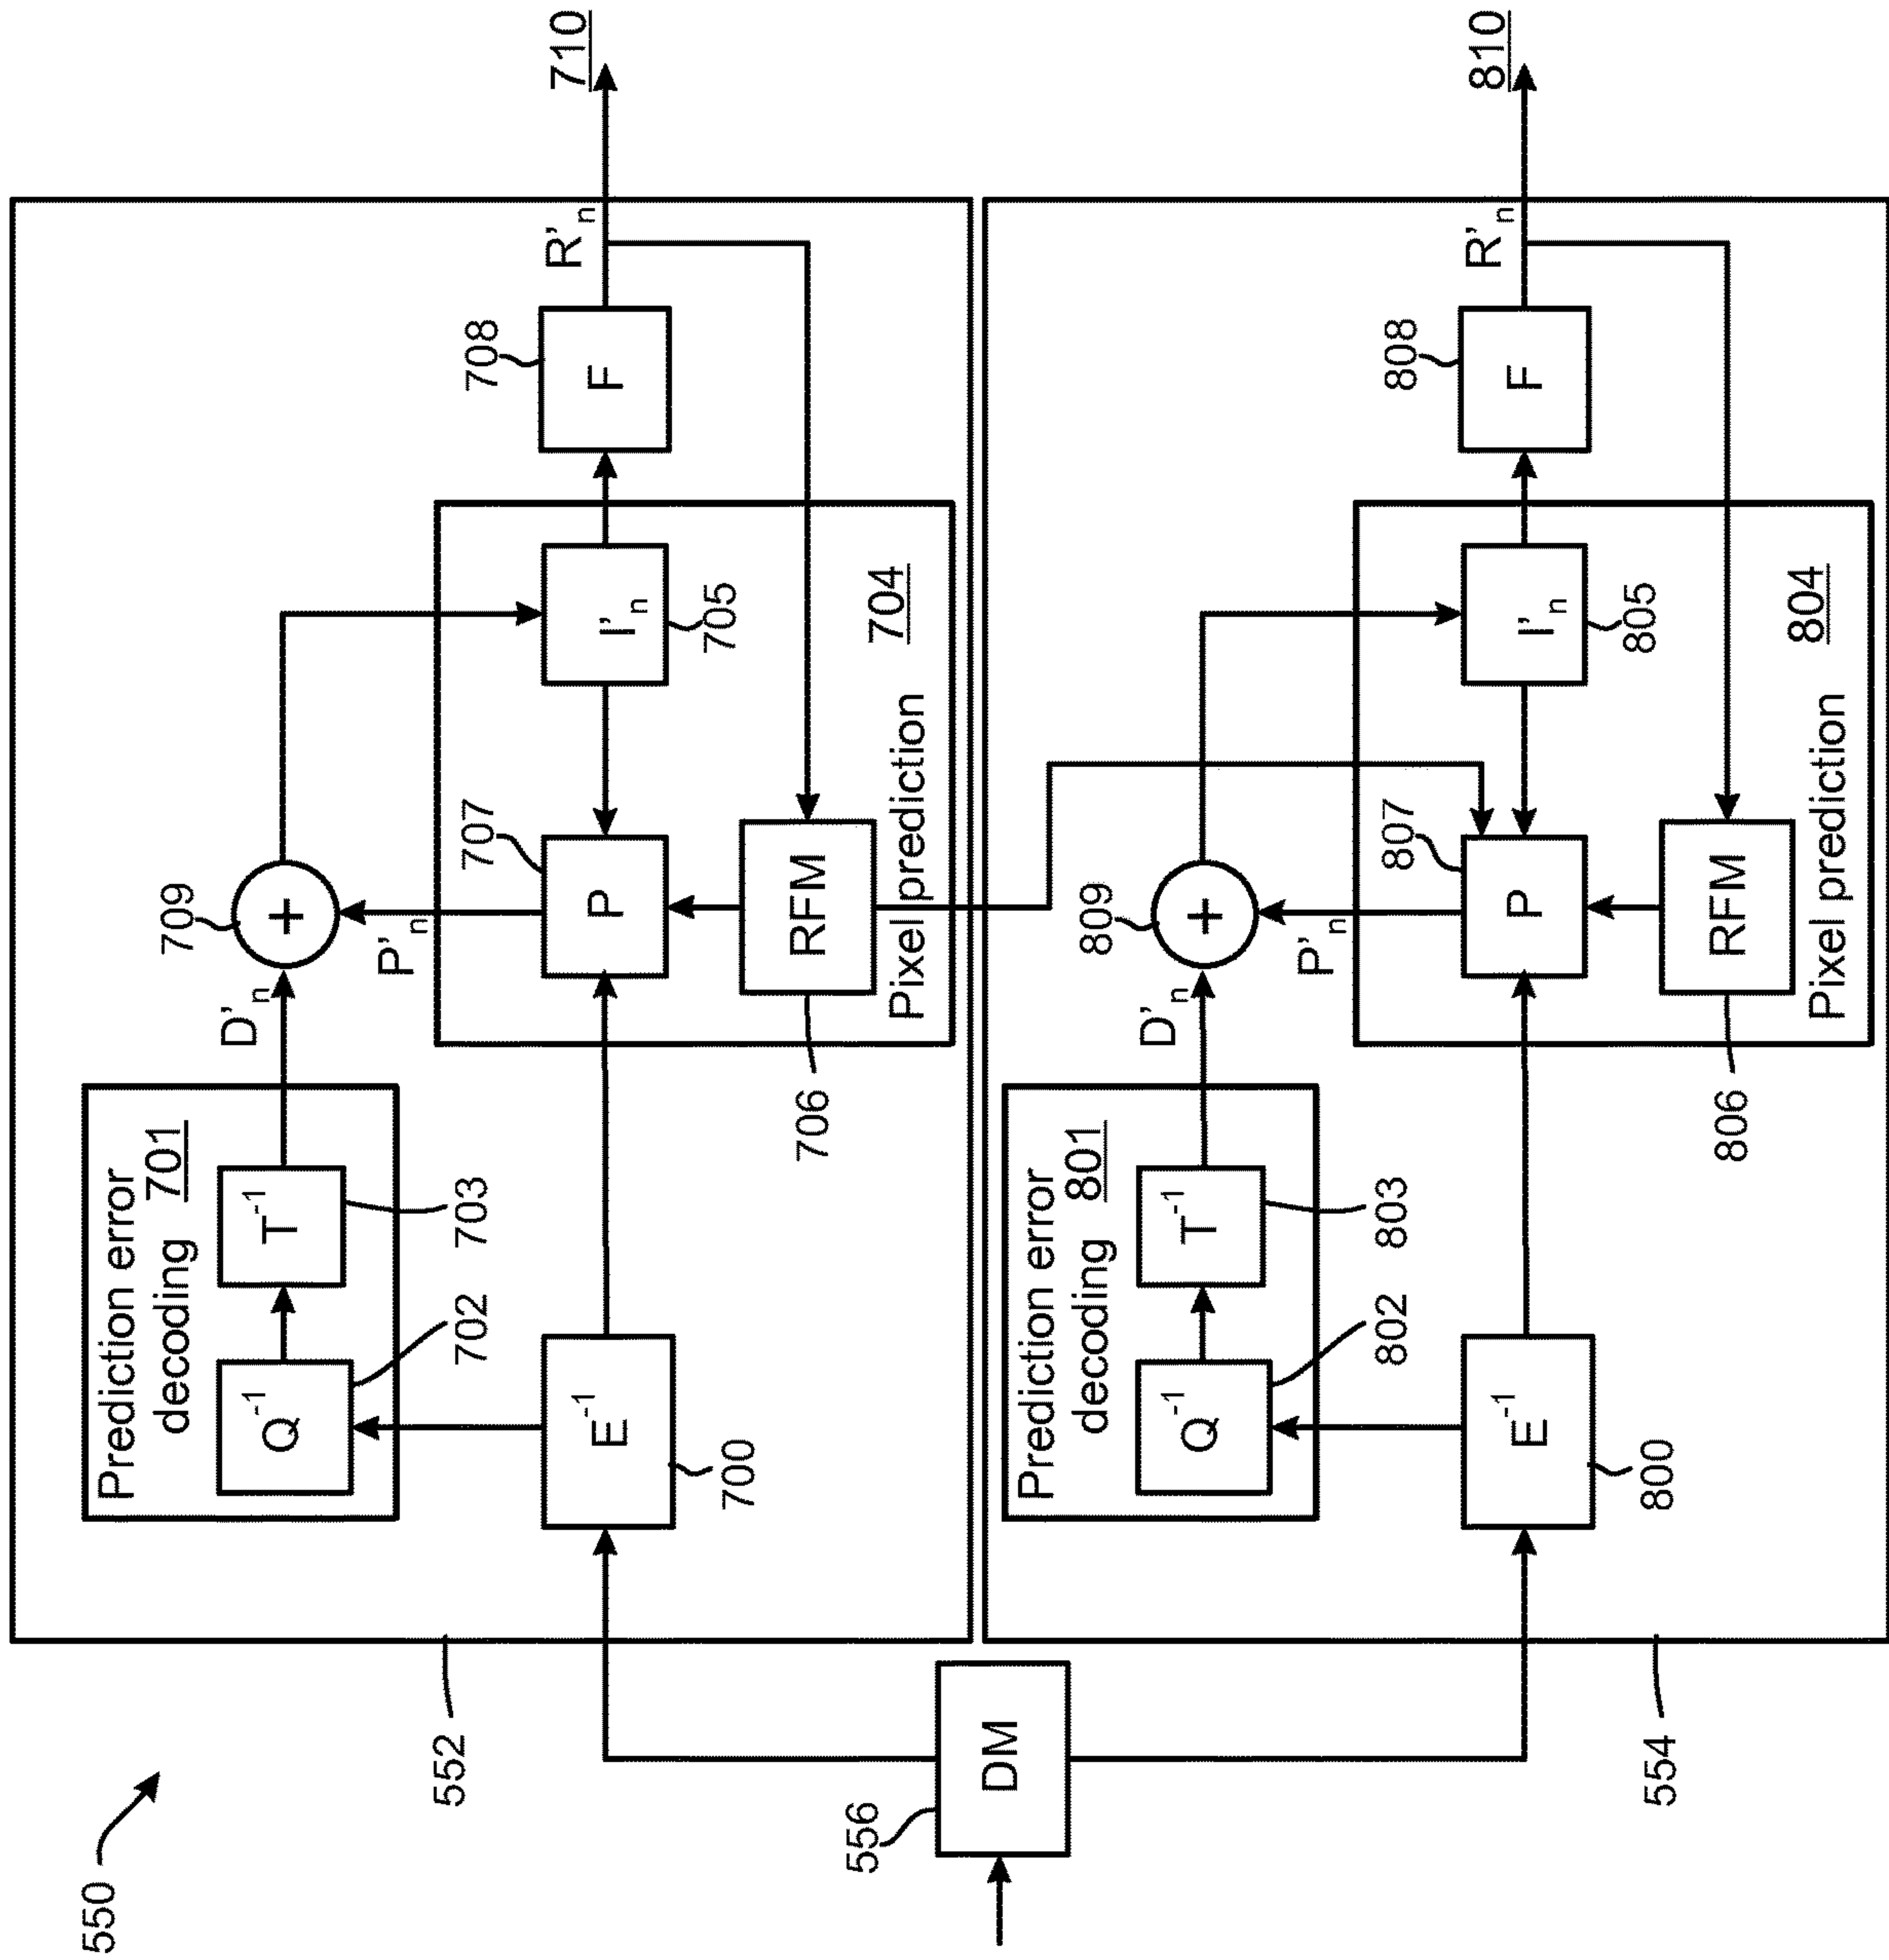 550
552
Prediction error
decoding 701
Q⁻¹
T⁻¹
702
703
D'n
709
+
P'n
E⁻¹
700
707
P
I'n
705
706
RFM
Pixel prediction
704
708
F
R'n
710
556
DM
554
Prediction error
decoding 801
Q⁻¹
T⁻¹
802
803
D'n
809
+
P'n
E⁻¹
800
807
P
I'n
805
806
RFM
Pixel prediction
804
808
F
R'n
810